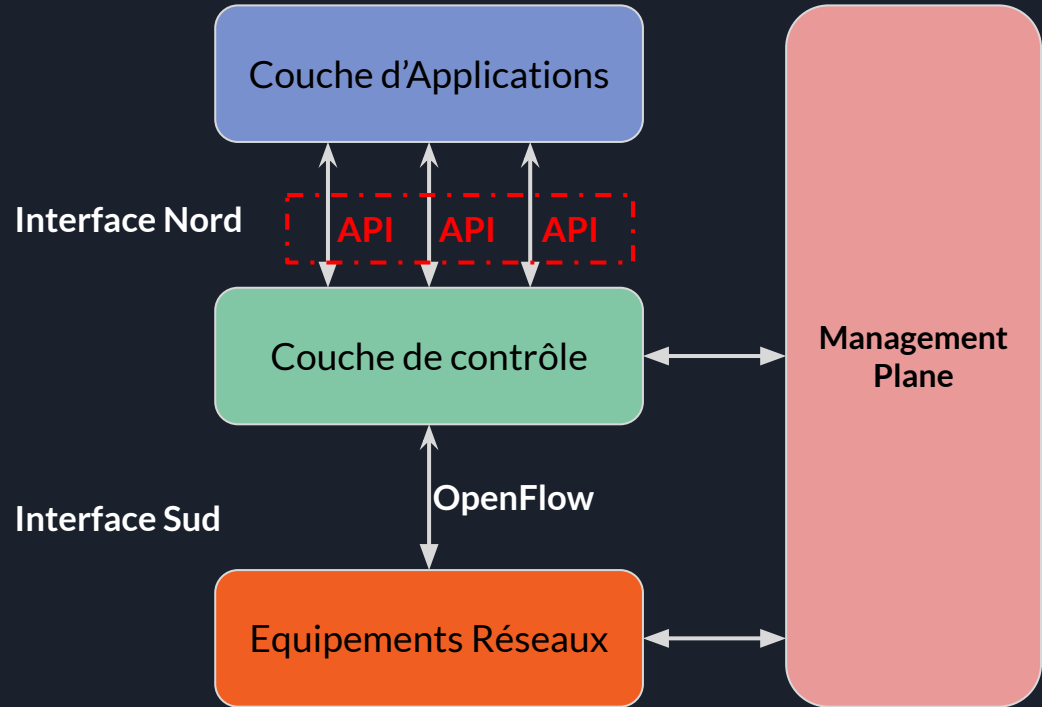 Couche d’Applications
Interface Nord
API API API
Couche de contrôle
Management
Plane
OpenFlow
Interface Sud
Equipements Réseaux